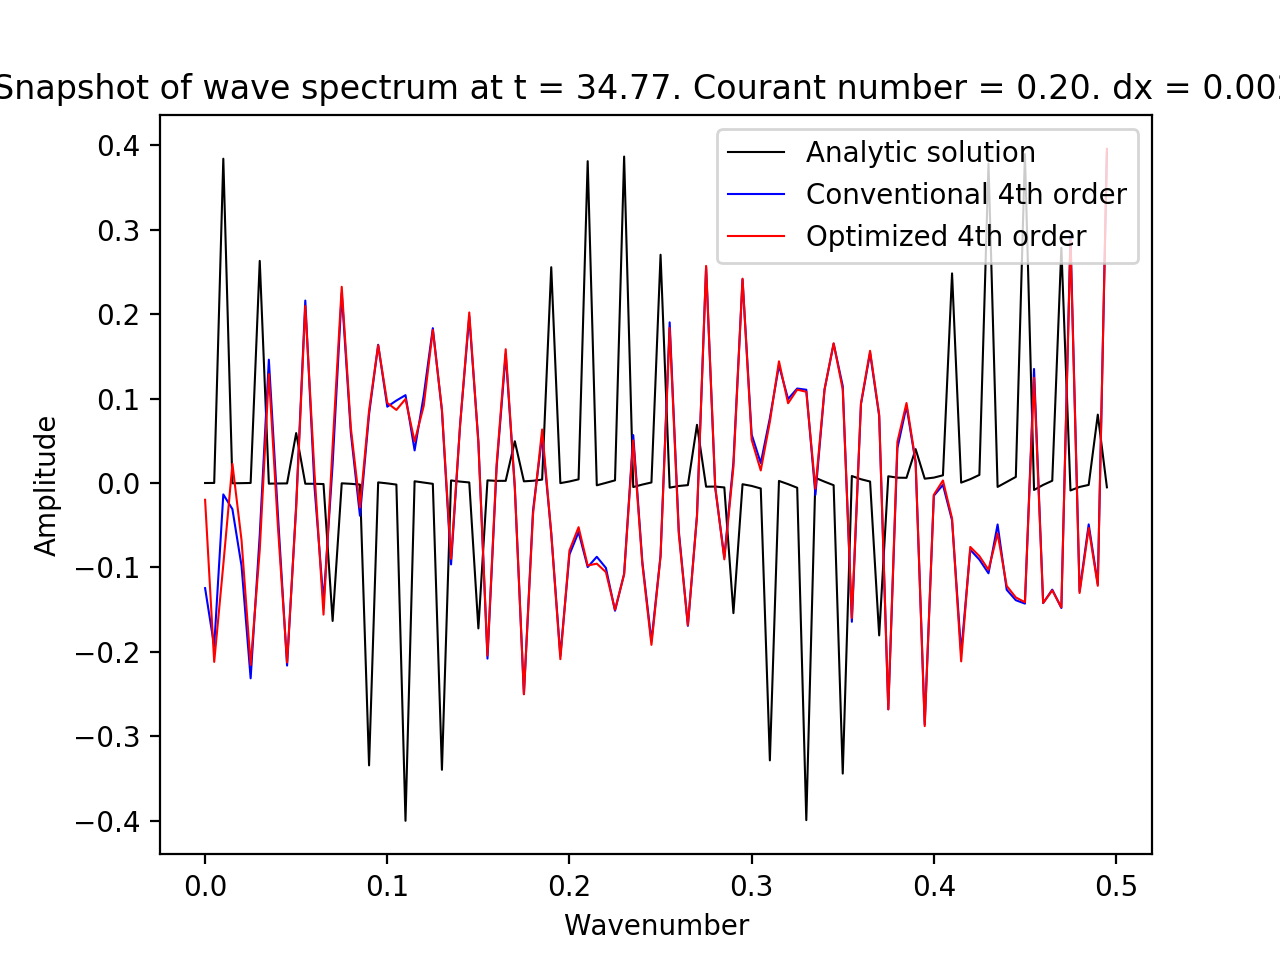 Snapshot of wave spectrum at t = 34.77. Courant number = 0.20. dx = 0.002
Analytic solution
Conventional 4th order
Optimized 4th order
0.4
0.3
0.2
0.1
0.0
−0.1
−0.2
−0.3
−0.4
Amplitude
0.0 0.1 0.2 0.3 0.4 0.5
Wavenumber